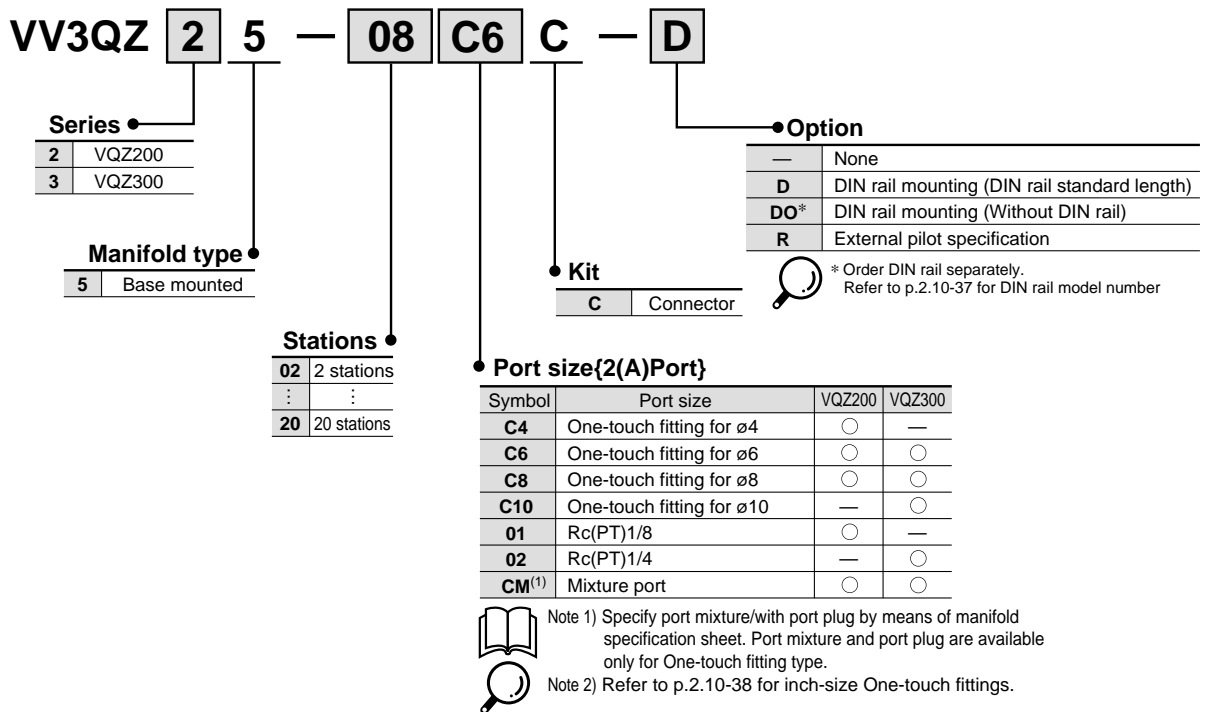 VV3QZ 2 5 — 08 C6 C — D
Series
2 VQZ200
3 VQZ300
Manifold type
5 Base mounted
Stations
02 2 stations
⋮ ⋮
20 20 stations
Kit
C Connector
Option
— None
D DIN rail mounting (DIN rail standard length)
DO* DIN rail mounting (Without DIN rail)
R External pilot specification
* Order DIN rail separately.
Refer to p.2.10-37 for DIN rail model number
Port size{2(A)Port}
Symbol Port size VQZ200 VQZ300
C4 One-touch fitting for ø4 ○ —
C6 One-touch fitting for ø6 ○ ○
C8 One-touch fitting for ø8 ○ ○
C10 One-touch fitting for ø10 — ○
01 Rc(PT)1/8 ○ —
02 Rc(PT)1/4 — ○
CM(1) Mixture port ○ ○
Note 1) Specify port mixture/with port plug by means of manifold
specification sheet. Port mixture and port plug are available
only for One-touch fitting type.
Note 2) Refer to p.2.10-38 for inch-size One-touch fittings.